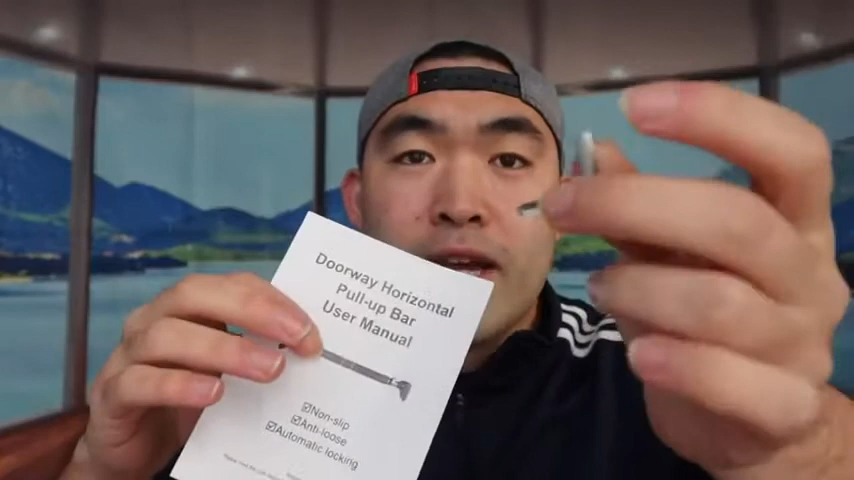 Doorway Horizontal
Pull-up Bar
User Manual
☑Non-slip
☑Anti-loose
☑Automatic locking